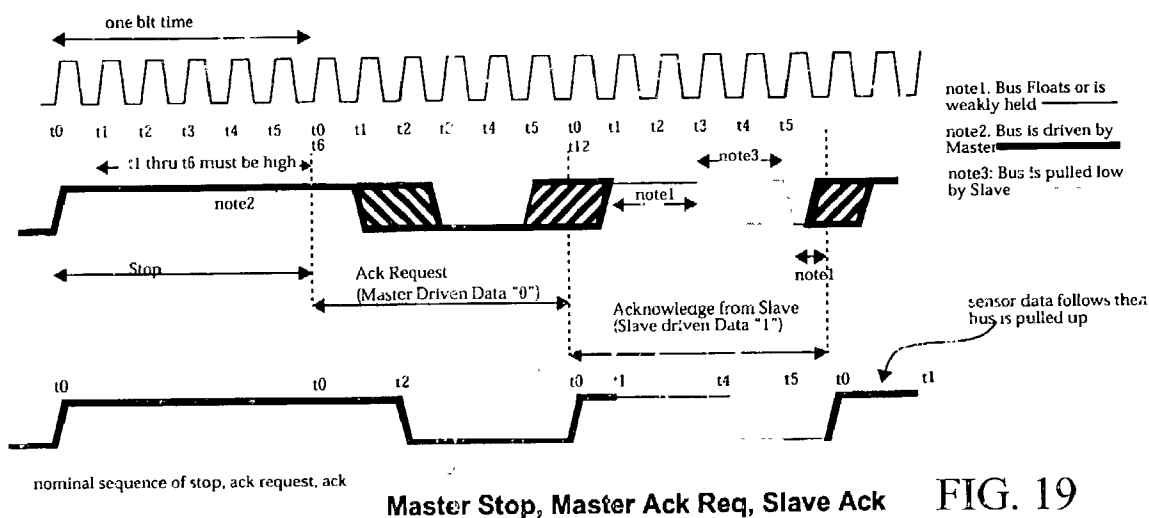 one bit time
t0 t1 t2 t3 t4 t5 t0 t1 t2 t3 t4 t5 t0 t1 t2 t3 t4 t5
t6 t12
note1. Bus Floats or is
weakly held
note2. Bus is driven by
Master
note3: Bus is pulled low
by Slave
t1 thru t6 must be high
note3
note2
note1
Stop
Ack Request
(Master Driven Data "0")
note1
Acknowledge from Slave
(Slave driven Data "1")
sensor data follows then
bus is pulled up
t0 t0 t2 t0 t1 t4 t5 t0 t1
nominal sequence of stop, ack request, ack
Master Stop, Master Ack Req, Slave Ack FIG. 19